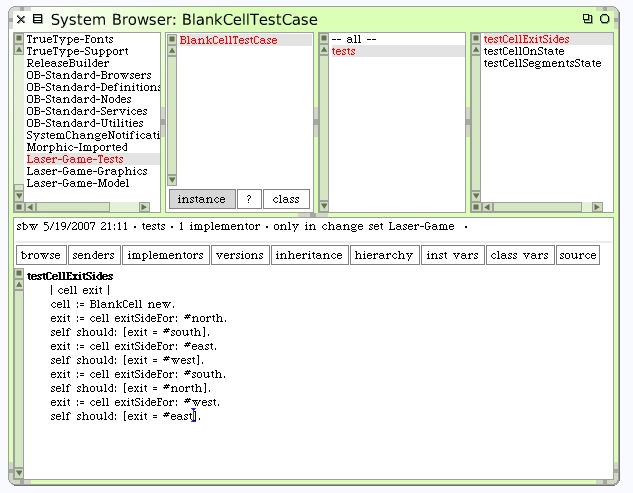 System Browser: BlankCellTestCase
TrueType-Fonts
TrueType-Support
ReleaseBuilder
OB-Standard-Browsers
OB-Standard-Definitions
OB-Standard-Nodes
OB-Standard-Services
OB-Standard-Utilities
SystemChangeNotificati
Morphic-Imported
Laser-Game-Tests
Laser-Game-Graphics
Laser-Game-Model
BlankCellTestCase
instance ? class
-- all --
tests
testCellExitSides
testCellOnState
testCellSegmentsState
sbw 5/19/2007 21:11 · tests · 1 implementor · only in change set Laser-Game ·
browse senders implementors versions inheritance hierarchy inst vars class vars source
testCellExitSides
| cell exit |
cell := BlankCell new.
exit := cell exitSideFor: #north.
self should: [exit = #south].
exit := cell exitSideFor: #east.
self should: [exit = #west].
exit := cell exitSideFor: #south.
self should: [exit = #north].
exit := cell exitSideFor: #west.
self should: [exit = #east].